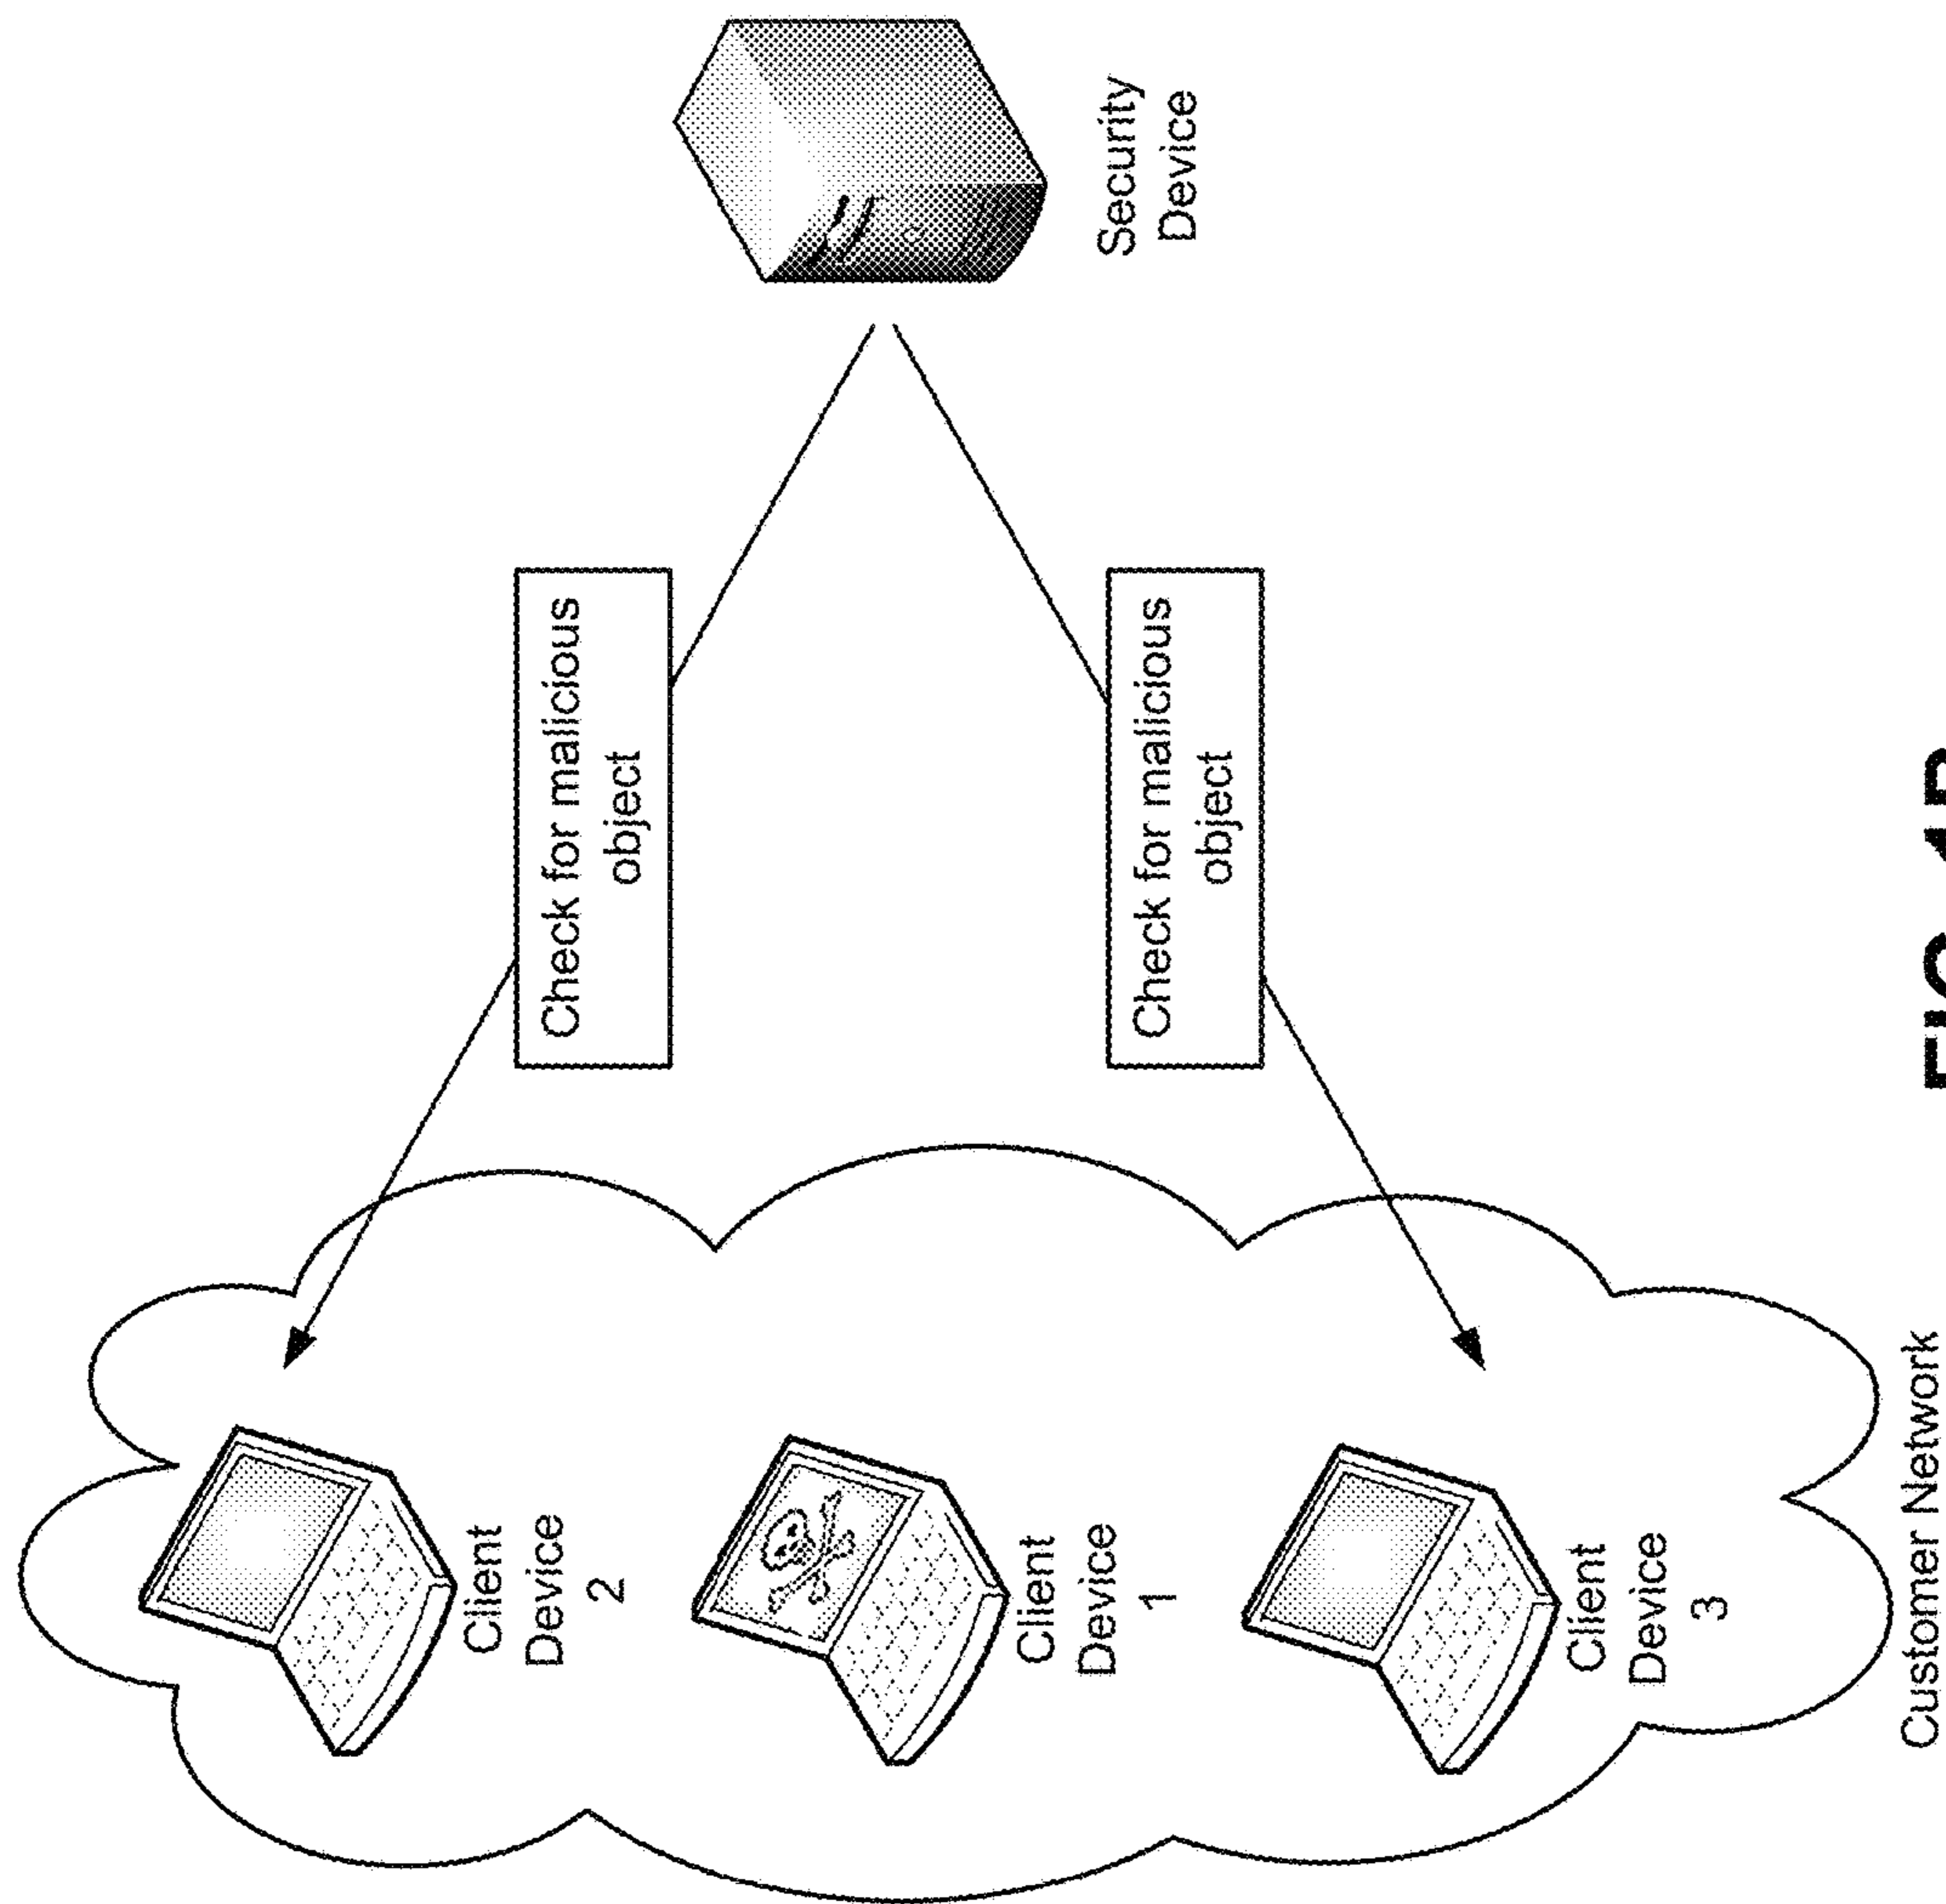 Client
Device
2
Check for malicious
object
Client
Device
1
Security
Device
Check for malicious
object
Client
Device
3
Customer Network